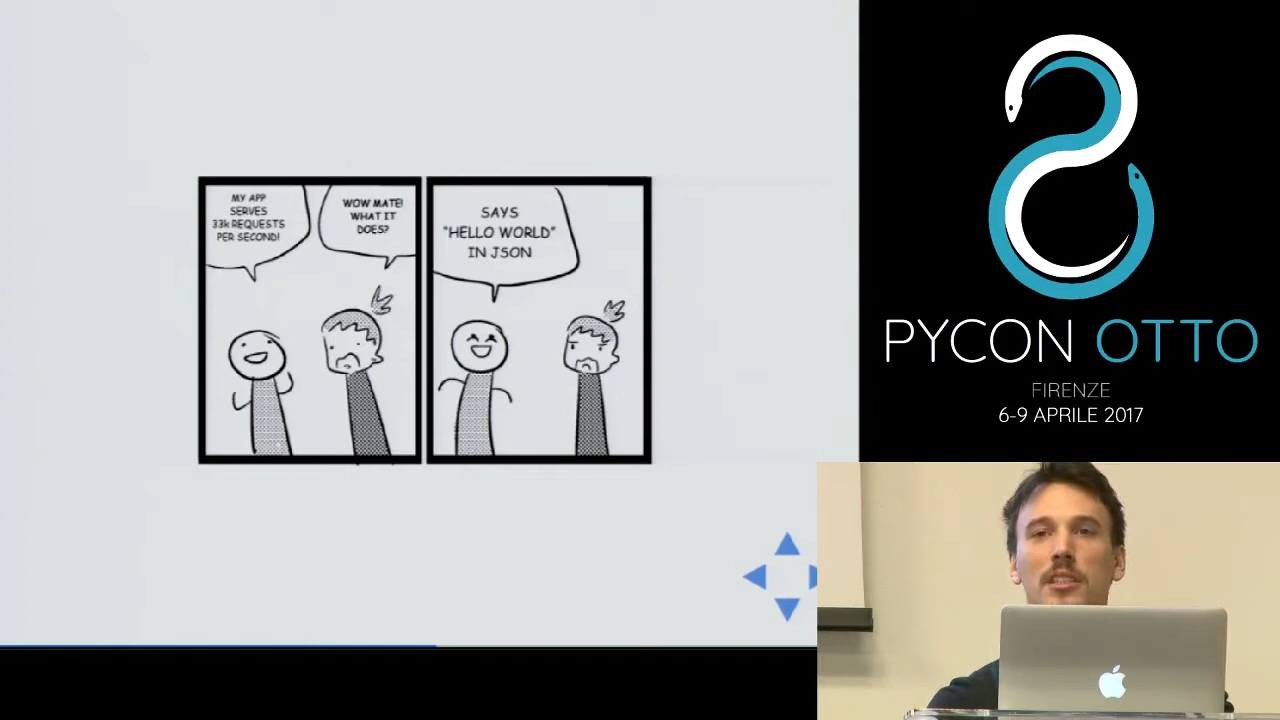 MY APP
SERVES
33k REQUESTS
PER SECOND!
WOW MATE!
WHAT IT
DOES?
SAYS
"HELLO WORLD"
IN JSON
PYCON OTTO
FIRENZE
6-9 APRILE 2017